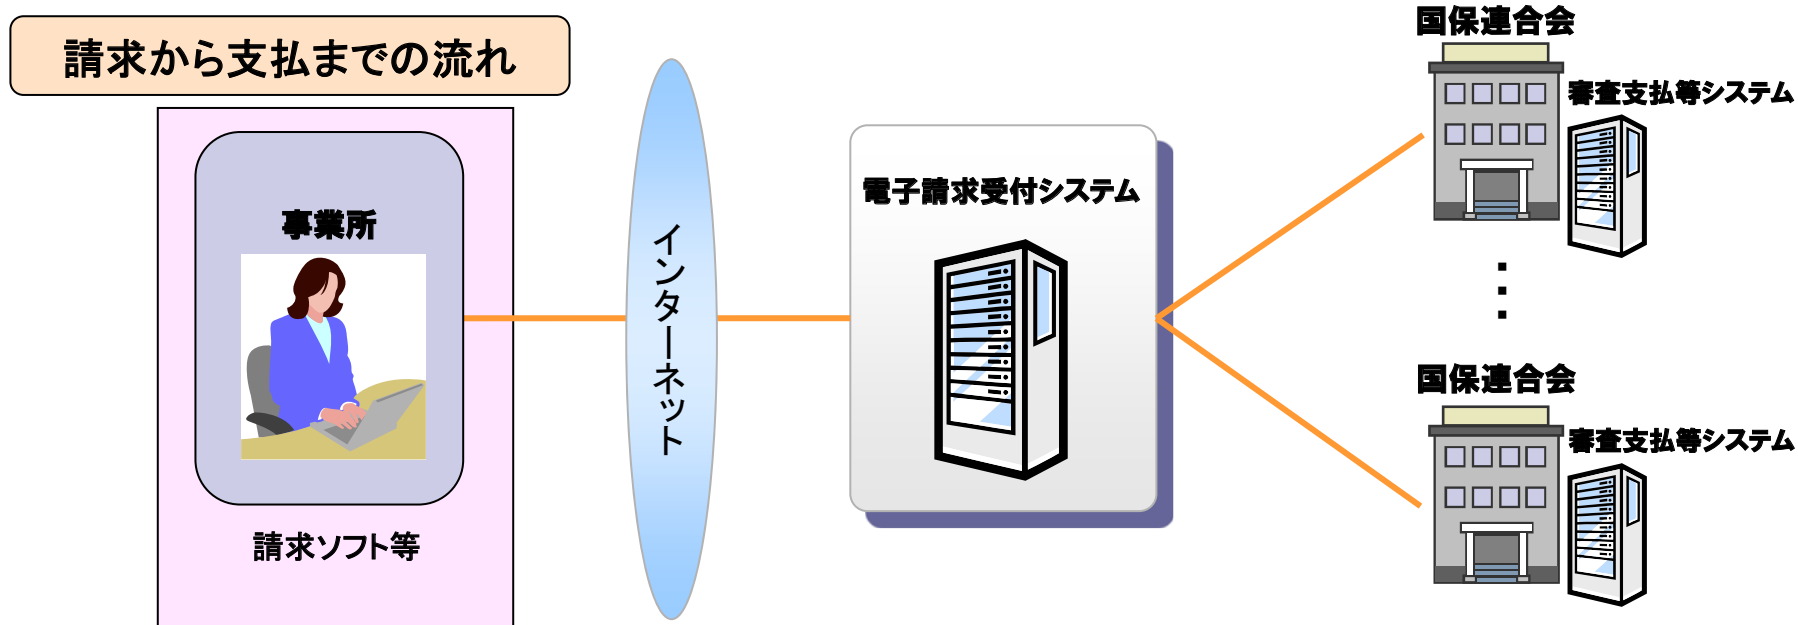 請求から支払までの流れ
事業所
請求ソフト等
インターネット
電子請求受付システム
国保連合会
審査支払等システム
国保連合会
審査支払等システム